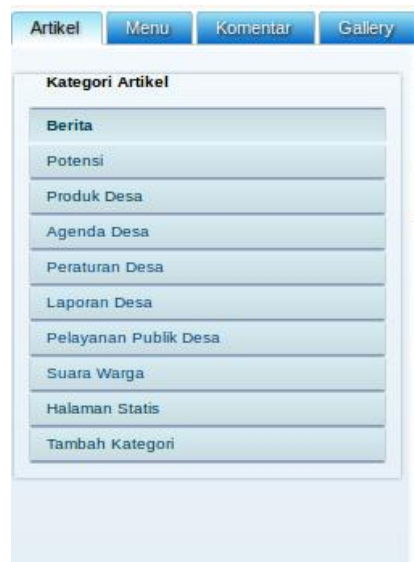 Artikel Menu Komentar Gallery
Kategori Artikel
Berita
Potensi
Produk Desa
Agenda Desa
Peraturan Desa
Laporan Desa
Pelayanan Publik Desa
Suara Warga
Halaman Statis
Tambah Kategori